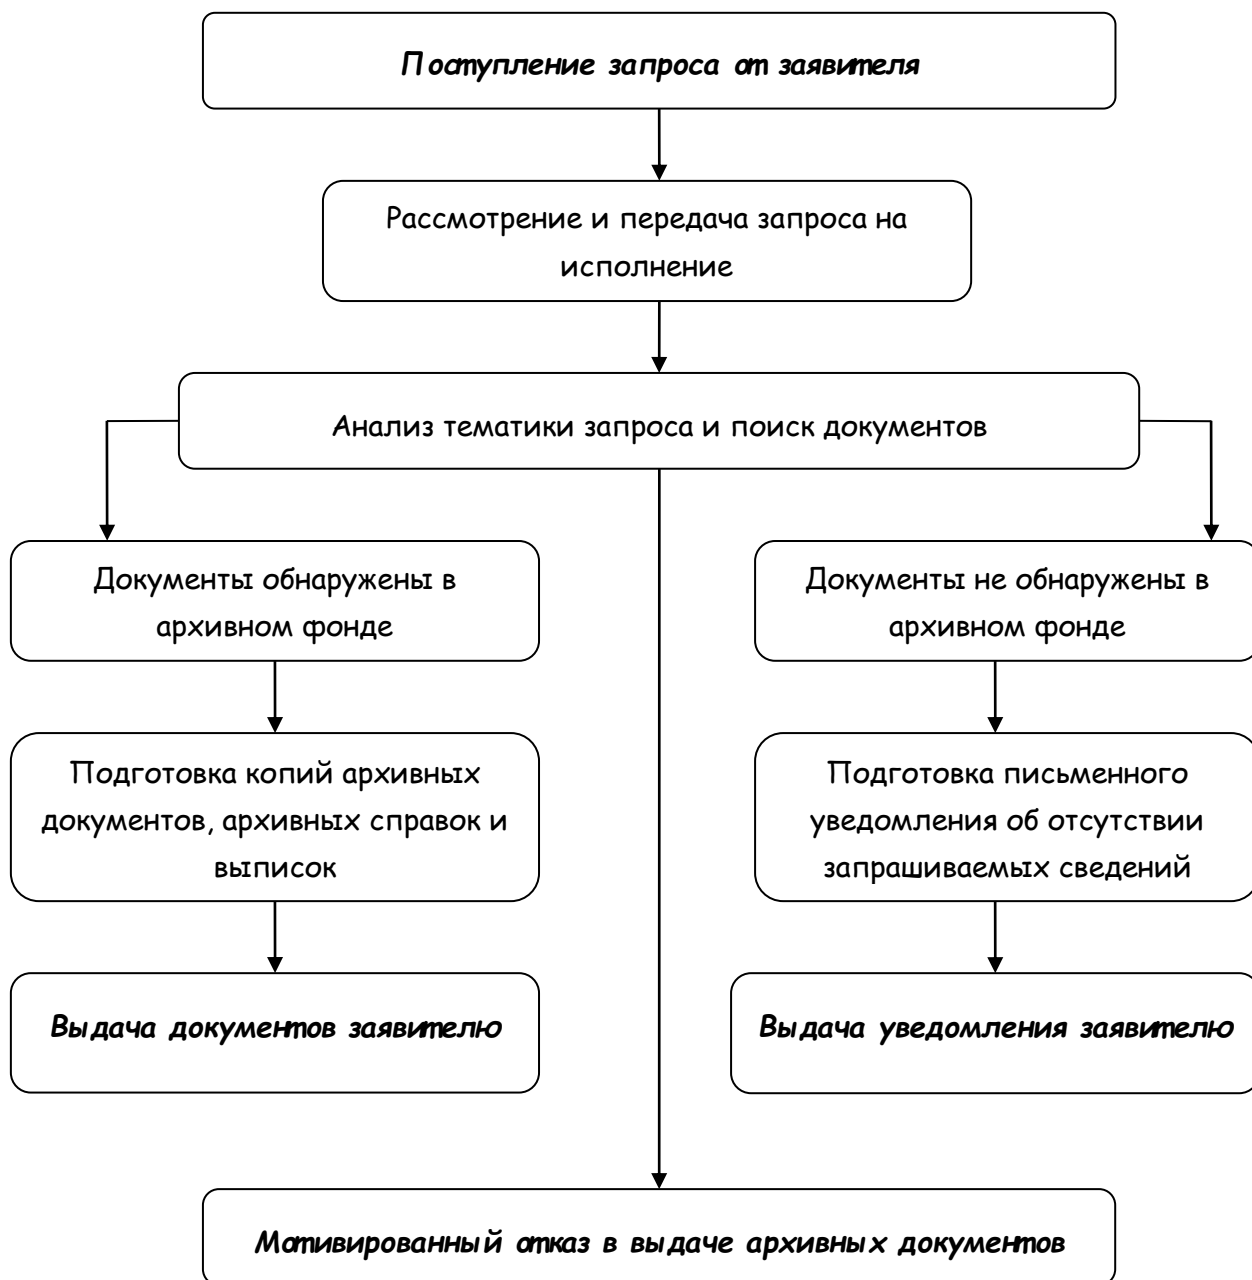 Поступление запроса от заявителя
Рассмотрение и передача запроса на
исполнение
Анализ тематики запроса и поиск документов
Документы обнаружены в
архивном фонде
Документы не обнаружены в
архивном фонде
Подготовка копий архивных
документов, архивных справок и
выписок
Подготовка письменного
уведомления об отсутствии
запрашиваемых сведений
Выдача документов заявителю
Выдача уведомления заявителю
Мотивированный отказ в выдаче архивных документов